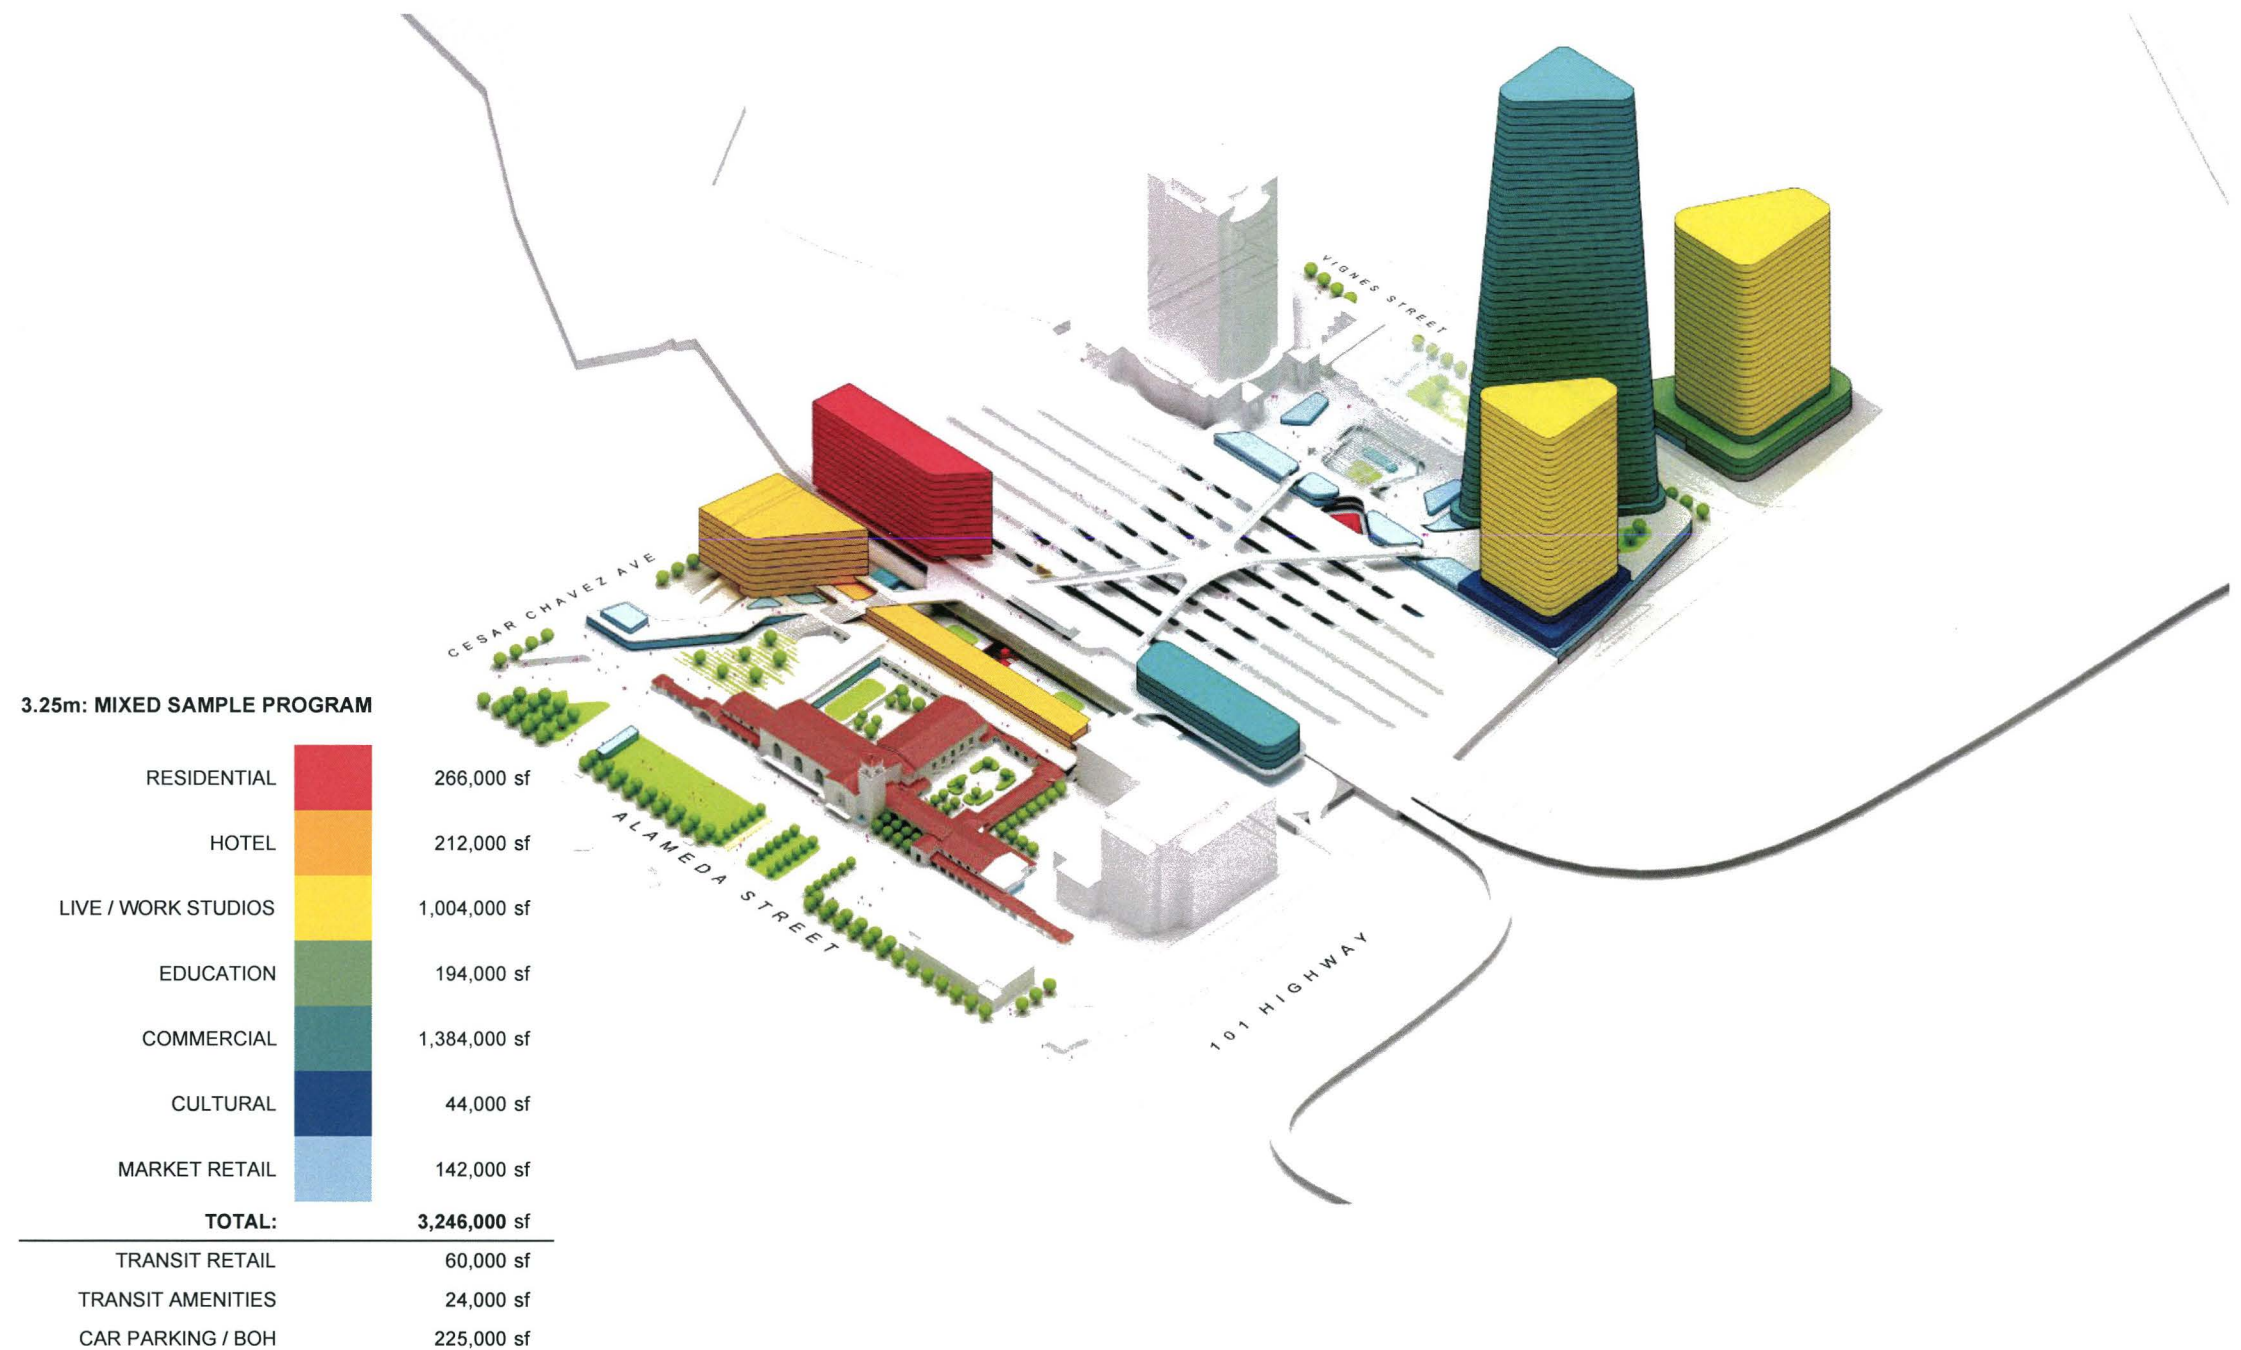 VIGNES STREET
CESAR CHAVEZ AVE
ALAMEDA STREET
101 HIGHWAY
3.25m: MIXED SAMPLE PROGRAM
RESIDENTIAL 266,000 sf
HOTEL 212,000 sf
LIVE / WORK STUDIOS 1,004,000 sf
EDUCATION 194,000 sf
COMMERCIAL 1,384,000 sf
CULTURAL 44,000 sf
MARKET RETAIL 142,000 sf
TOTAL: 3,246,000 sf
TRANSIT RETAIL 60,000 sf
TRANSIT AMENITIES 24,000 sf
CAR PARKING / BOH 225,000 sf